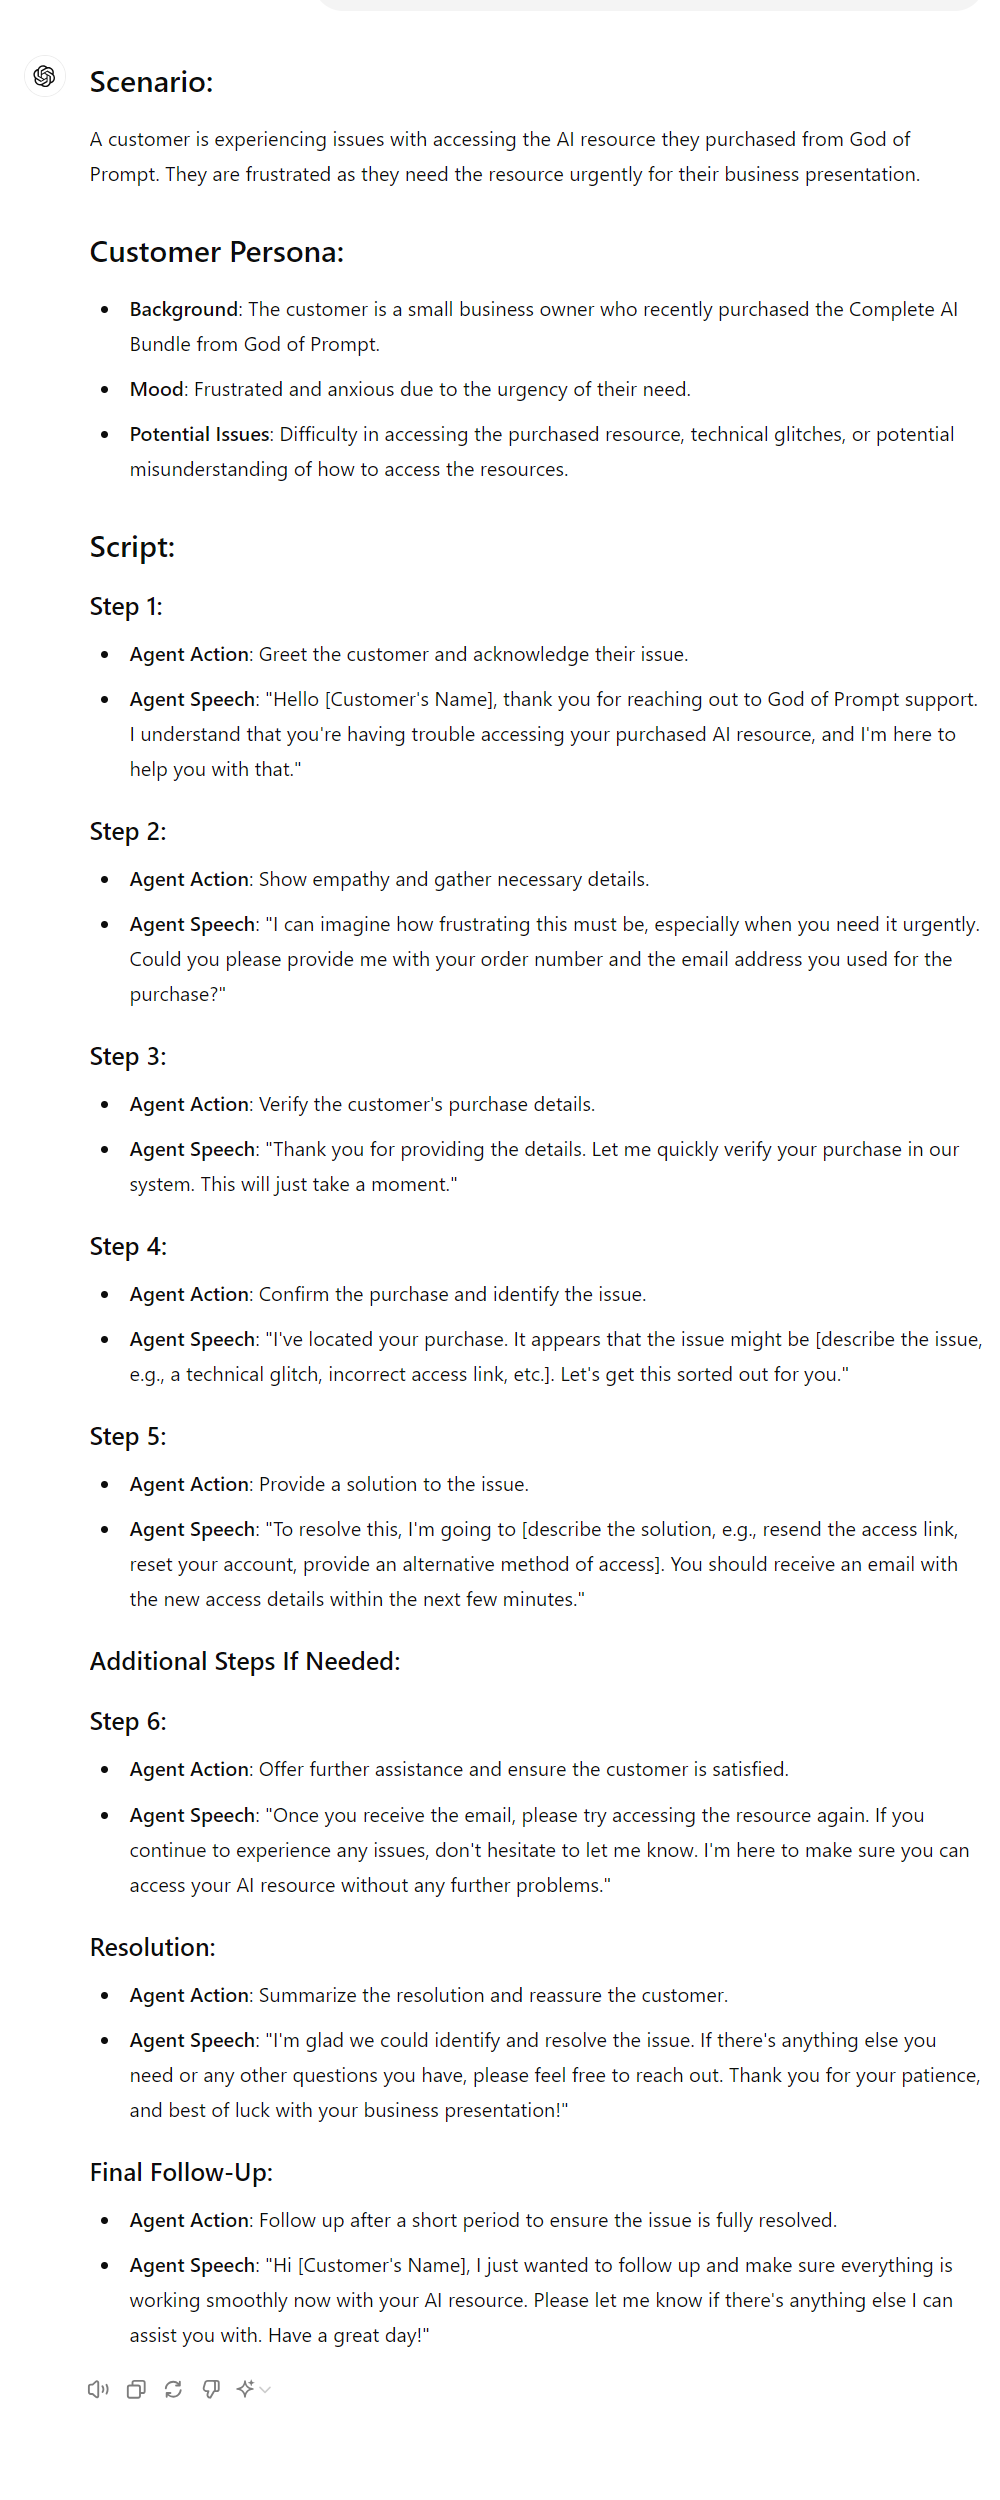 Scenario:
A customer is experiencing issues with accessing the AI resource they purchased from God of
Prompt. They are frustrated as they need the resource urgently for their business presentation.
Customer Persona:
Background: The customer is a small business owner who recently purchased the Complete AI
Bundle from God of Prompt.
Mood: Frustrated and anxious due to the urgency of their need.
Potential Issues: Difficulty in accessing the purchased resource, technical glitches, or potential
misunderstanding of how to access the resources.
Script:
Step 1:
Agent Action: Greet the customer and acknowledge their issue.
Agent Speech: "Hello [Customer's Name], thank you for reaching out to God of Prompt support.
I understand that you're having trouble accessing your purchased AI resource, and I'm here to
help you with that."
Step 2:
Agent Action: Show empathy and gather necessary details.
Agent Speech: "I can imagine how frustrating this must be, especially when you need it urgently.
Could you please provide me with your order number and the email address you used for the
purchase?"
Step 3:
Agent Action: Verify the customer's purchase details.
Agent Speech: "Thank you for providing the details. Let me quickly verify your purchase in our
system. This will just take a moment."
Step 4:
Agent Action: Confirm the purchase and identify the issue.
Agent Speech: "I've located your purchase. It appears that the issue might be [describe the issue,
e.g., a technical glitch, incorrect access link, etc.]. Let's get this sorted out for you."
Step 5:
Agent Action: Provide a solution to the issue.
Agent Speech: "To resolve this, I'm going to [describe the solution, e.g., resend the access link,
reset your account, provide an alternative method of access]. You should receive an email with
the new access details within the next few minutes."
Additional Steps If Needed:
Step 6:
Agent Action: Offer further assistance and ensure the customer is satisfied.
Agent Speech: "Once you receive the email, please try accessing the resource again. If you
continue to experience any issues, don't hesitate to let me know. I'm here to make sure you can
access your AI resource without any further problems."
Resolution:
Agent Action: Summarize the resolution and reassure the customer.
Agent Speech: "I'm glad we could identify and resolve the issue. If there's anything else you
need or any other questions you have, please feel free to reach out. Thank you for your patience,
and best of luck with your business presentation!"
Final Follow-Up:
Agent Action: Follow up after a short period to ensure the issue is fully resolved.
Agent Speech: "Hi [Customer's Name], I just wanted to follow up and make sure everything is
working smoothly now with your AI resource. Please let me know if there's anything else I can
assist you with. Have a great day!"